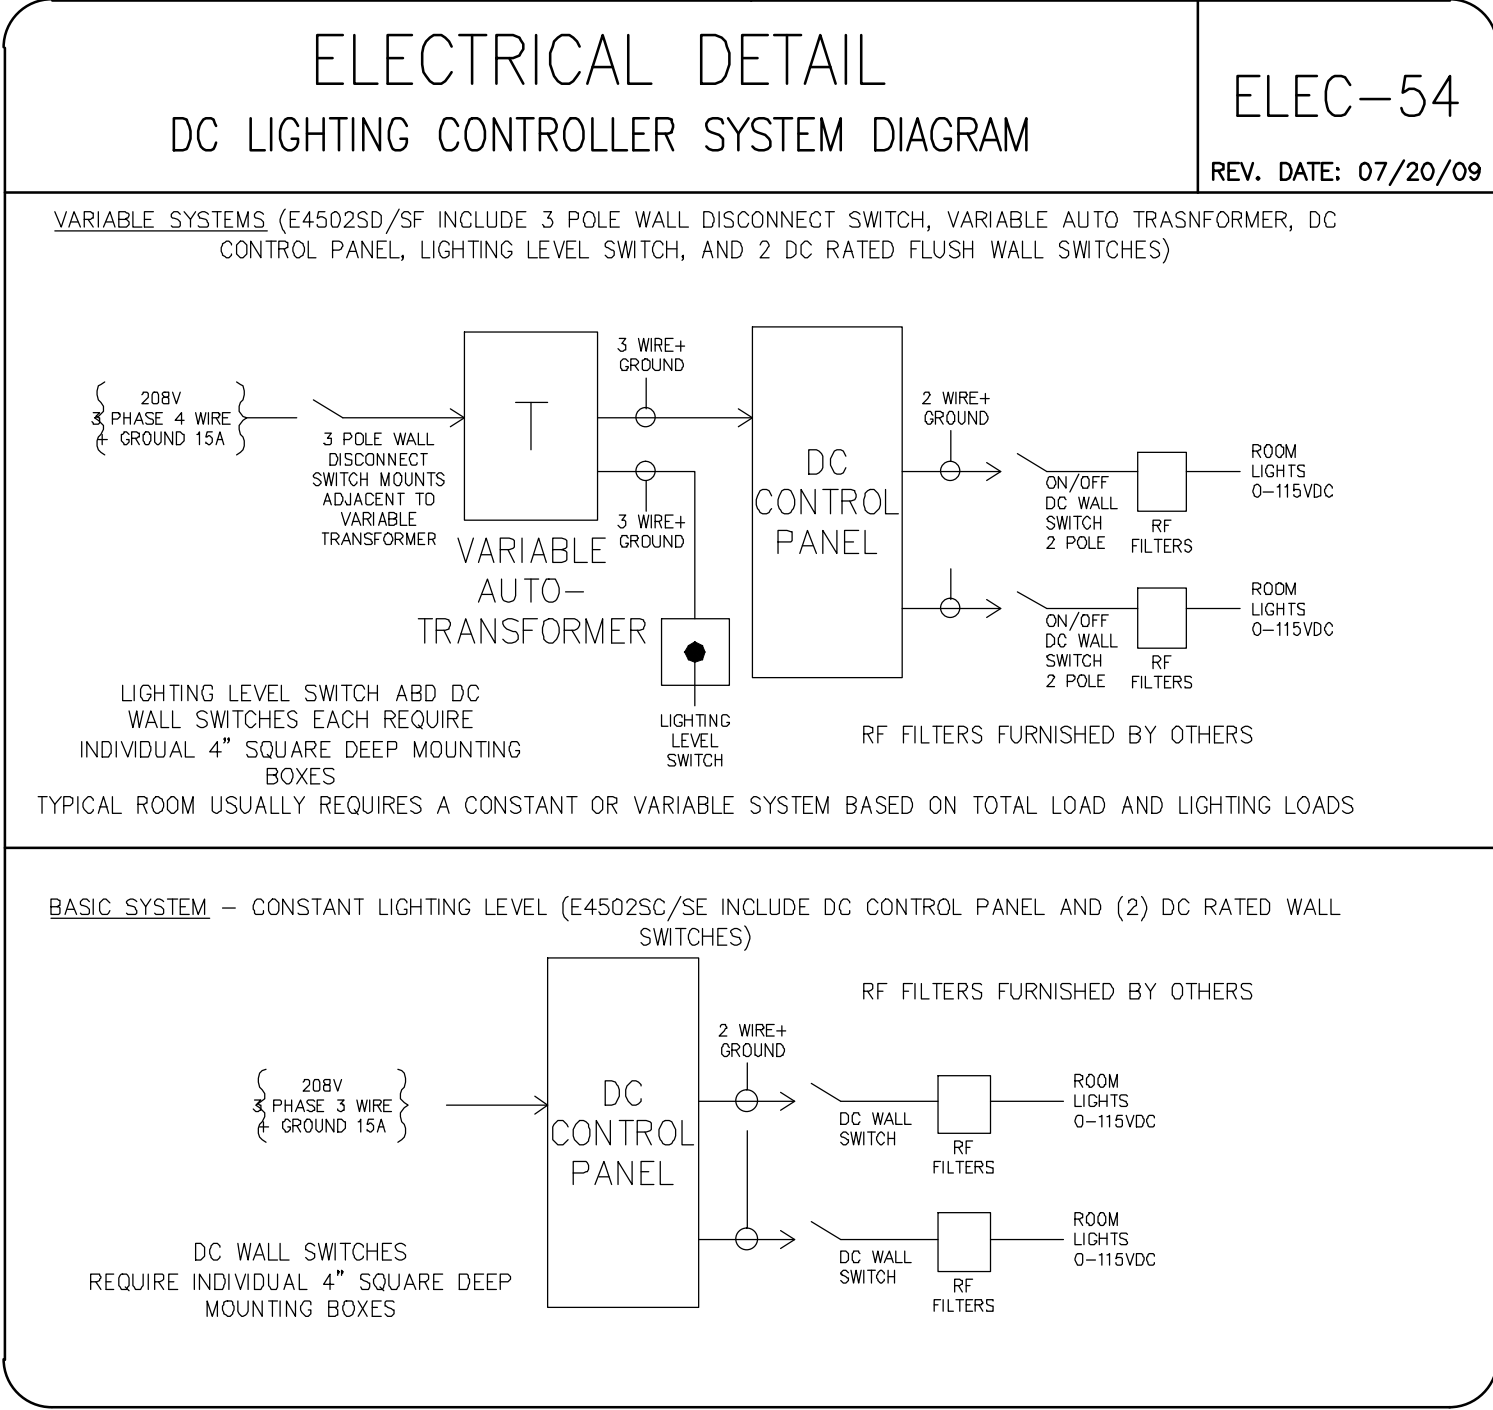 ELECTRICAL DETAIL
DC LIGHTING CONTROLLER SYSTEM DIAGRAM
ELEC-54
REV. DATE: 07/20/09
VARIABLE SYSTEMS (E4502SD/SF INCLUDE 3 POLE WALL DISCONNECT SWITCH, VARIABLE AUTO TRASNFORMER, DC
CONTROL PANEL, LIGHTING LEVEL SWITCH, AND 2 DC RATED FLUSH WALL SWITCHES)
208V
3 PHASE 4 WIRE
+ GROUND 15A
3 POLE WALL
DISCONNECT
SWITCH MOUNTS
ADJACENT TO
VARIABLE
TRANSFORMER
T
VARIABLE
AUTO-
TRANSFORMER
3 WIRE+
GROUND
3 WIRE+
GROUND
LIGHTING
LEVEL
SWITCH
DC
CONTROL
PANEL
2 WIRE+
GROUND
ON/OFF
DC WALL
SWITCH
2 POLE
RF
FILTERS
ROOM
LIGHTS
0-115VDC
ON/OFF
DC WALL
SWITCH
2 POLE
RF
FILTERS
ROOM
LIGHTS
0-115VDC
LIGHTING LEVEL SWITCH ABD DC
WALL SWITCHES EACH REQUIRE
INDIVIDUAL 4" SQUARE DEEP MOUNTING
BOXES
RF FILTERS FURNISHED BY OTHERS
TYPICAL ROOM USUALLY REQUIRES A CONSTANT OR VARIABLE SYSTEM BASED ON TOTAL LOAD AND LIGHTING LOADS
BASIC SYSTEM - CONSTANT LIGHTING LEVEL (E4502SC/SE INCLUDE DC CONTROL PANEL AND (2) DC RATED WALL
SWITCHES)
RF FILTERS FURNISHED BY OTHERS
208V
3 PHASE 3 WIRE
+ GROUND 15A
DC
CONTROL
PANEL
2 WIRE+
GROUND
DC WALL
SWITCH
RF
FILTERS
ROOM
LIGHTS
0-115VDC
DC WALL
SWITCH
RF
FILTERS
ROOM
LIGHTS
0-115VDC
DC WALL SWITCHES
REQUIRE INDIVIDUAL 4" SQUARE DEEP
MOUNTING BOXES